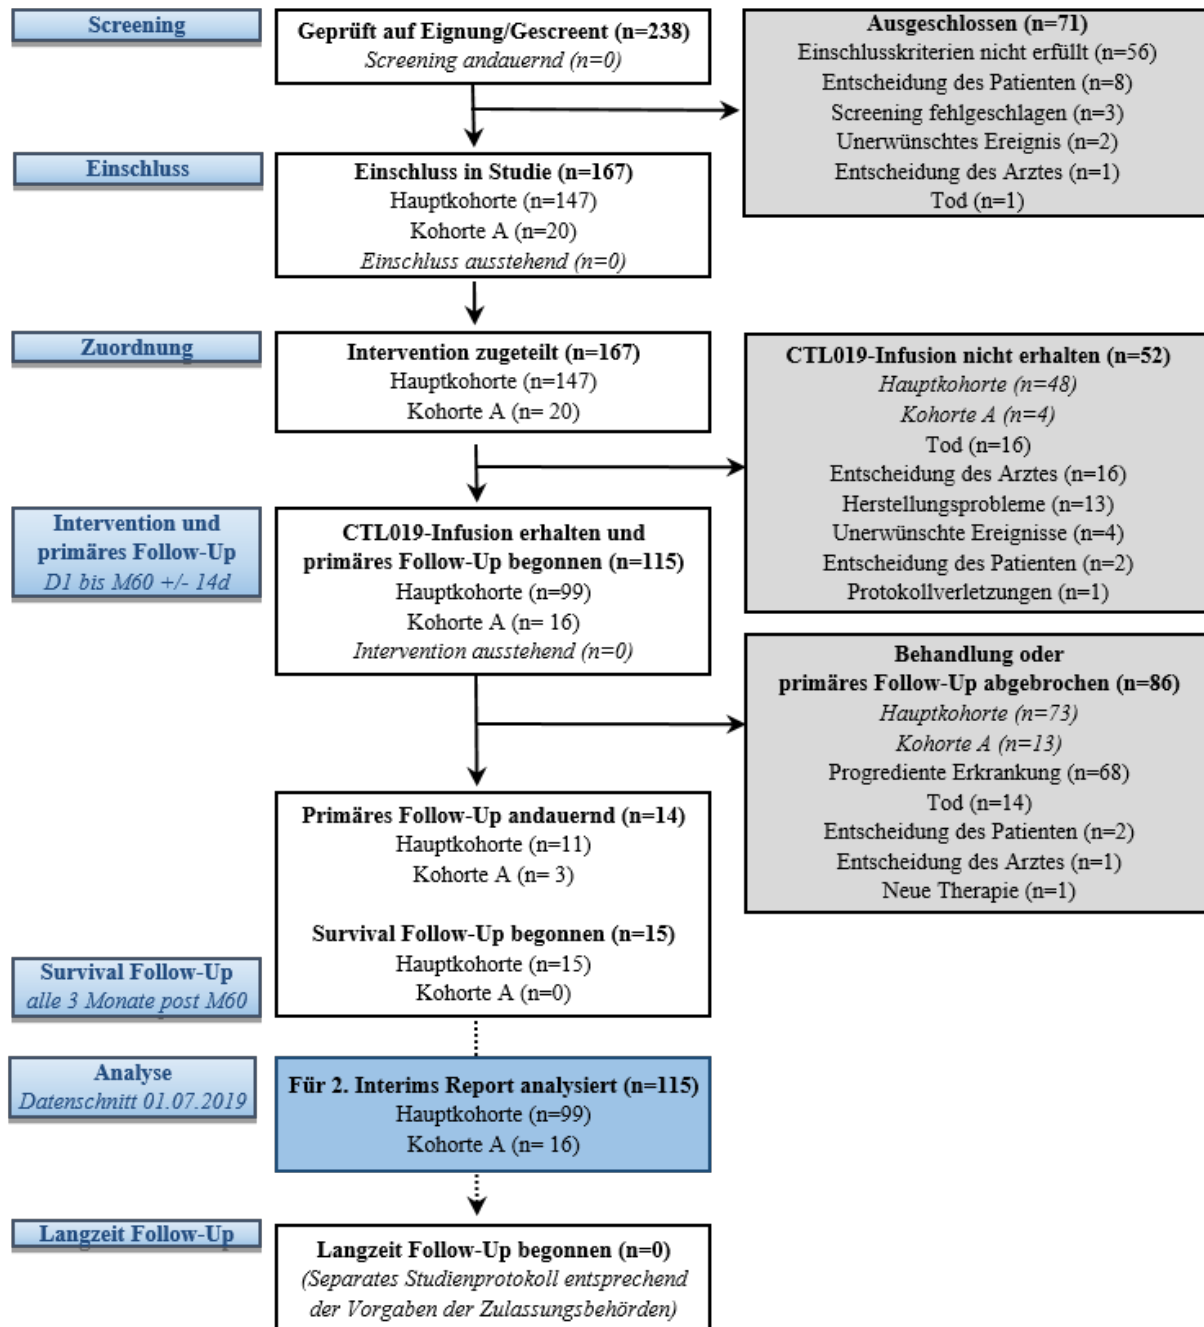 Screening
Geprüft auf Eignung/Gescreent (n=238)
Screening andauernd (n=0)
Ausgeschlossen (n=71)
Einschlusskriterien nicht erfüllt (n=56)
Entscheidung des Patienten (n=8)
Screening fehlgeschlagen (n=3)
Unerwünschtes Ereignis (n=2)
Entscheidung des Arztes (n=1)
Tod (n=1)
Einschluss
Einschluss in Studie (n=167)
Hauptkohorte (n=147)
Kohorte A (n=20)
Einschluss ausstehend (n=0)
Zuordnung
Intervention zugeteilt (n=167)
Hauptkohorte (n=147)
Kohorte A (n= 20)
CTL019-Infusion nicht erhalten (n=52)
Hauptkohorte (n=48)
Kohorte A (n=4)
Tod (n=16)
Entscheidung des Arztes (n=16)
Herstellungsprobleme (n=13)
Unerwünschte Ereignisse (n=4)
Entscheidung des Patienten (n=2)
Protokollverletzungen (n=1)
Intervention und
primäres Follow-Up
D1 bis M60 +/- 14d
CTL019-Infusion erhalten und
primäres Follow-Up begonnen (n=115)
Hauptkohorte (n=99)
Kohorte A (n= 16)
Intervention ausstehend (n=0)
Behandlung oder
primäres Follow-Up abgebrochen (n=86)
Hauptkohorte (n=73)
Kohorte A (n=13)
Progrediente Erkrankung (n=68)
Tod (n=14)
Entscheidung des Patienten (n=2)
Entscheidung des Arztes (n=1)
Neue Therapie (n=1)
Primäres Follow-Up andauernd (n=14)
Hauptkohorte (n=11)
Kohorte A (n= 3)
Survival Follow-Up begonnen (n=15)
Hauptkohorte (n=15)
Kohorte A (n=0)
Survival Follow-Up
alle 3 Monate post M60
Analyse
Datenschnitt 01.07.2019
Für 2. Interims Report analysiert (n=115)
Hauptkohorte (n=99)
Kohorte A (n= 16)
Langzeit Follow-Up
Langzeit Follow-Up begonnen (n=0)
(Separates Studienprotokoll entsprechend
der Vorgaben der Zulassungsbehörden)